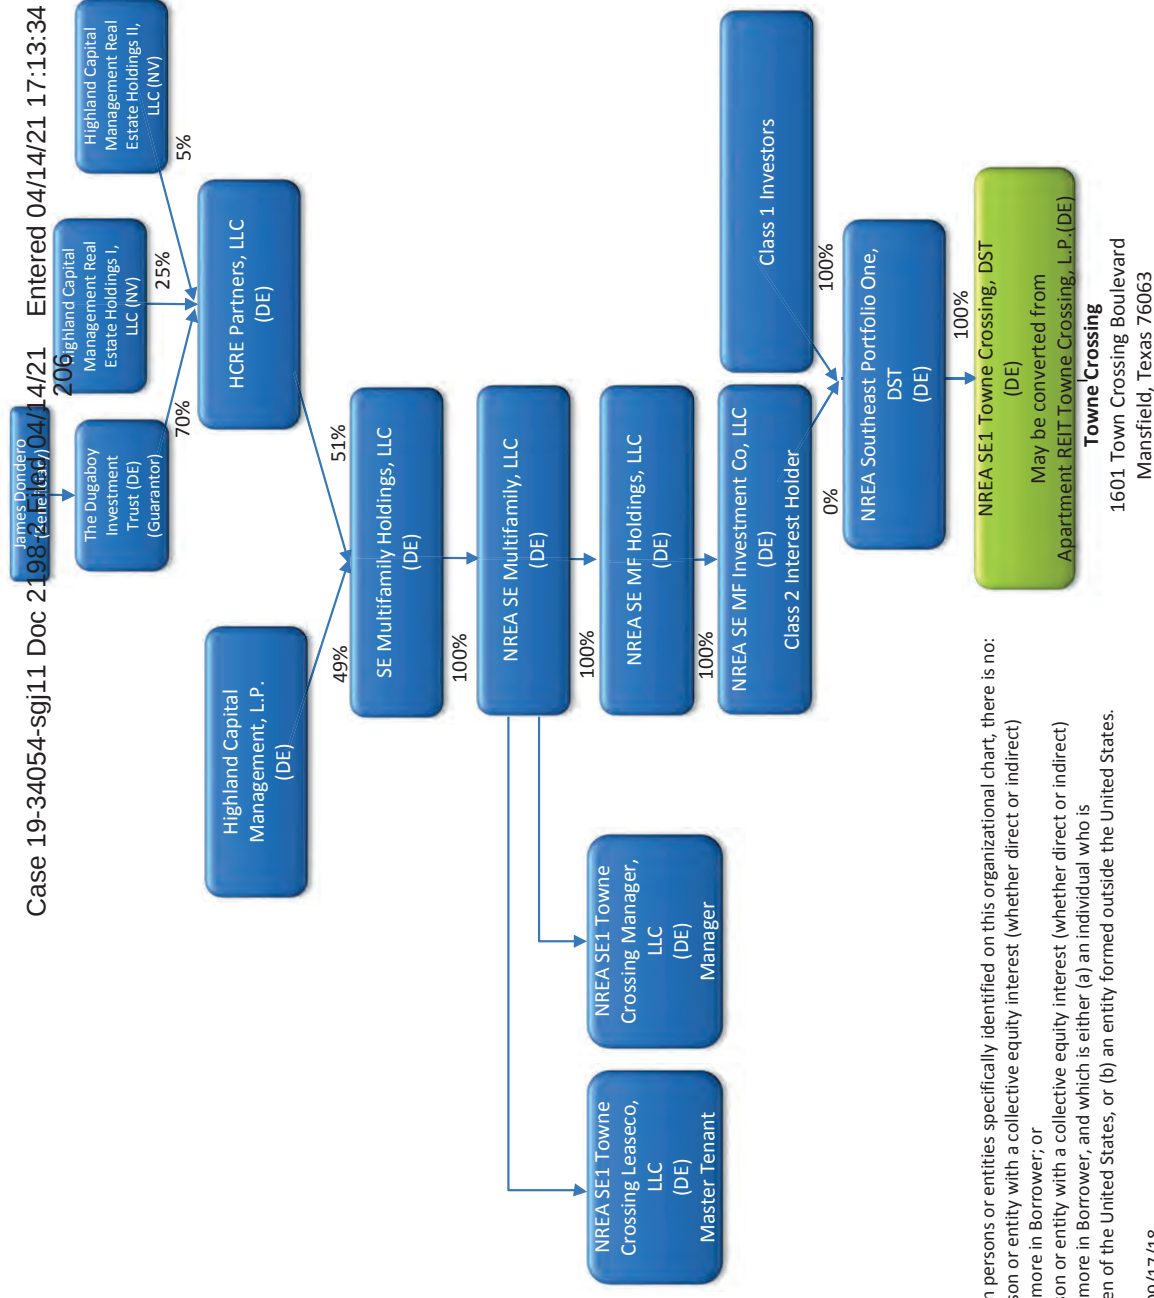 Case 19-34054-sgj11 Doc 2198-2 Filed 04/14/21 Entered 04/14/21 17:13:34
206
James Dondero
(Beneficiary)
The Dugaboy
Investment
Trust (DE)
(Guarantor)
Highland Capital
Management Real
Estate Holdings I,
LLC (NV)
Highland Capital
Management Real
Estate Holdings II,
LLC (NV)
70%
25%
5%
Highland Capital
Management, L.P.
(DE)
HCRE Partners, LLC
(DE)
49%
51%
SE Multifamily Holdings, LLC
(DE)
100%
NREA SE Multifamily, LLC
(DE)
100%
NREA SE1 Towne
Crossing Leaseco,
LLC
(DE)
Master Tenant
NREA SE1 Towne
Crossing Manager,
LLC
(DE)
Manager
NREA SE MF Holdings, LLC
(DE)
100%
NREA SE MF Investment Co, LLC
(DE)
Class 2 Interest Holder
Class 1 Investors
0%
100%
NREA Southeast Portfolio One,
DST
(DE)
100%
NREA SE1 Towne Crossing, DST
(DE)
May be converted from
Apartment REIT Towne Crossing, L.P.(DE)
Towne Crossing
1601 Town Crossing Boulevard
Mansfield, Texas 76063
persons or entities specifically identified on this organizational chart, there is no:
son or entity with a collective equity interest (whether direct or indirect)
more in Borrower; or
son or entity with a collective equity interest (whether direct or indirect)
more in Borrower, and which is either (a) an individual who is
en of the United States, or (b) an entity formed outside the United States.
/17/18